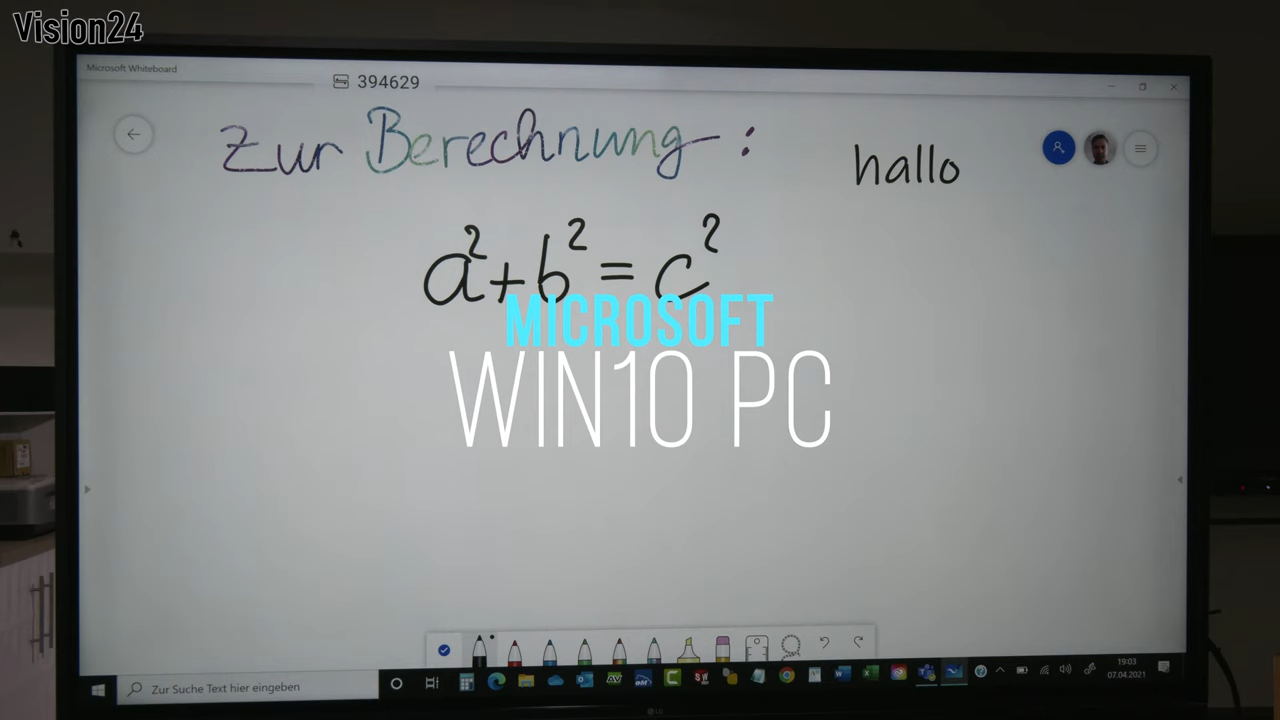 Vision24
Microsoft Whiteboard
394629
Zur Berechnung:
hallo
a²+b²=c²
MICROSOFT
WIN10 PC
Zur Suche Text hier eingeben
19:03
07.04.2021
LG